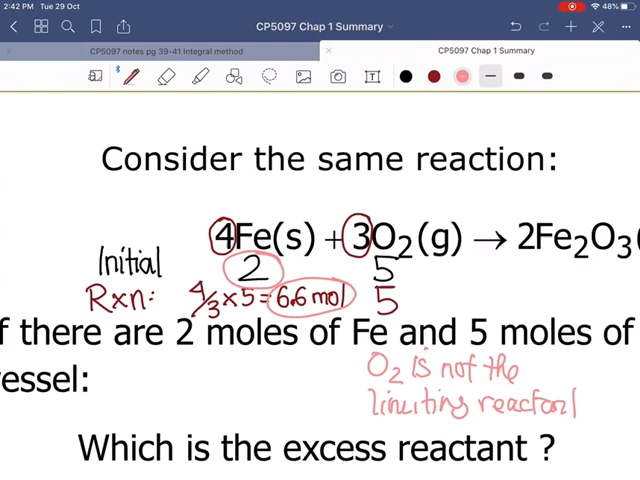 2:42 PM Tue 29 Oct
48%
CP5097 Chap 1 Summary
CP5097 notes pg 39-41 Integral method
CP5097 Chap 1 Summary
T
Consider the same reaction:
4Fe(s) + 3O₂(g) → 2Fe₂O₃(
Initial 2 5
Rxn: 4/3 × 5 = 6.6 mol 5
f there are 2 moles of Fe and 5 moles of
essel:
O₂ is not the
limiting reactant
Which is the excess reactant ?